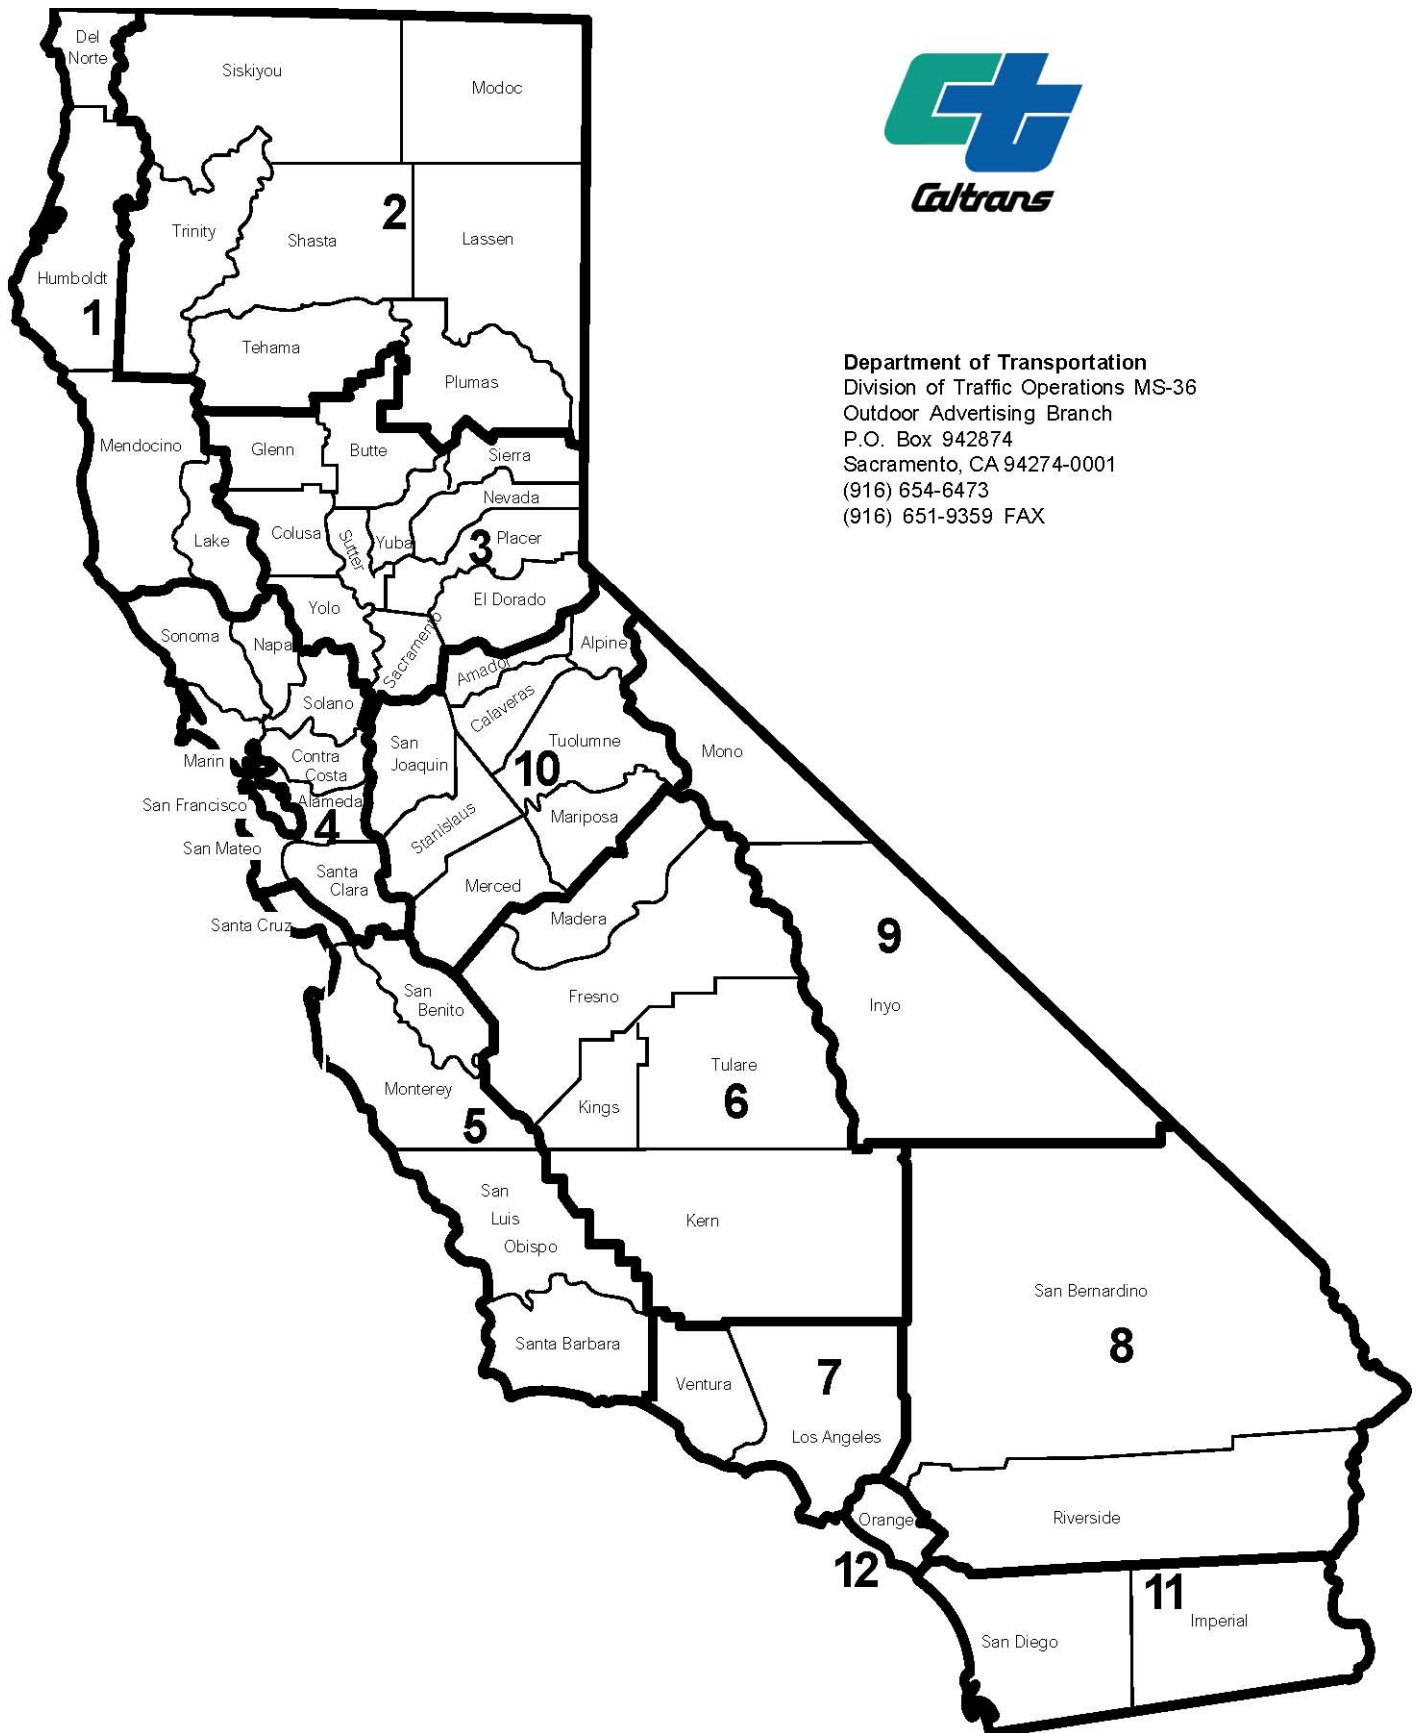 Del
Norte
Siskiyou
Modoc
Caltrans
2
Trinity
Shasta
Lassen
Humboldt
1
Tehama
Plumas
Department of Transportation
Division of Traffic Operations MS-36
Outdoor Advertising Branch
P.O. Box 942874
Sacramento, CA 94274-0001
(916) 654-6473
(916) 651-9359 FAX
Mendocino
Glenn
Butte
Sierra
Nevada
Lake
Colusa
Sutter
Yuba
3
Placer
Yolo
El Dorado
Sonoma
Napa
Sacramento
Amador
Alpine
Solano
Calaveras
Marin
Contra
Costa
San
Joaquin
Tuolumne
10
Mono
San Francisco
Alameda
4
Stanislaus
Mariposa
San Mateo
Santa
Clara
Merced
Santa Cruz
Madera
9
San
Benito
Fresno
Inyo
Monterey
5
Kings
Tulare
6
San
Luis
Obispo
Kern
San Bernardino
8
Santa Barbara
Ventura
7
Los Angeles
Orange
12
Riverside
11
Imperial
San Diego